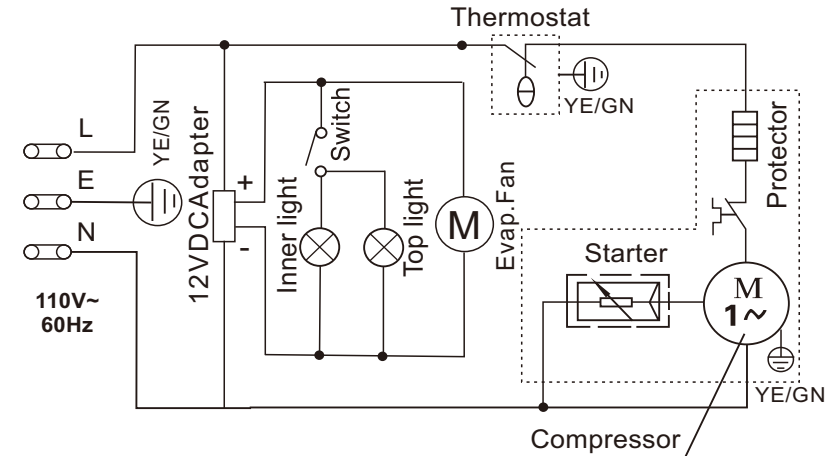 Thermostat
L
YE/GN
E
N
110V~
60Hz
12VDCAdapter
+
-
Switch
Inner light
Top light
M
Evap.Fan
YE/GN
Protector
Starter
M
1~
YE/GN
Compressor